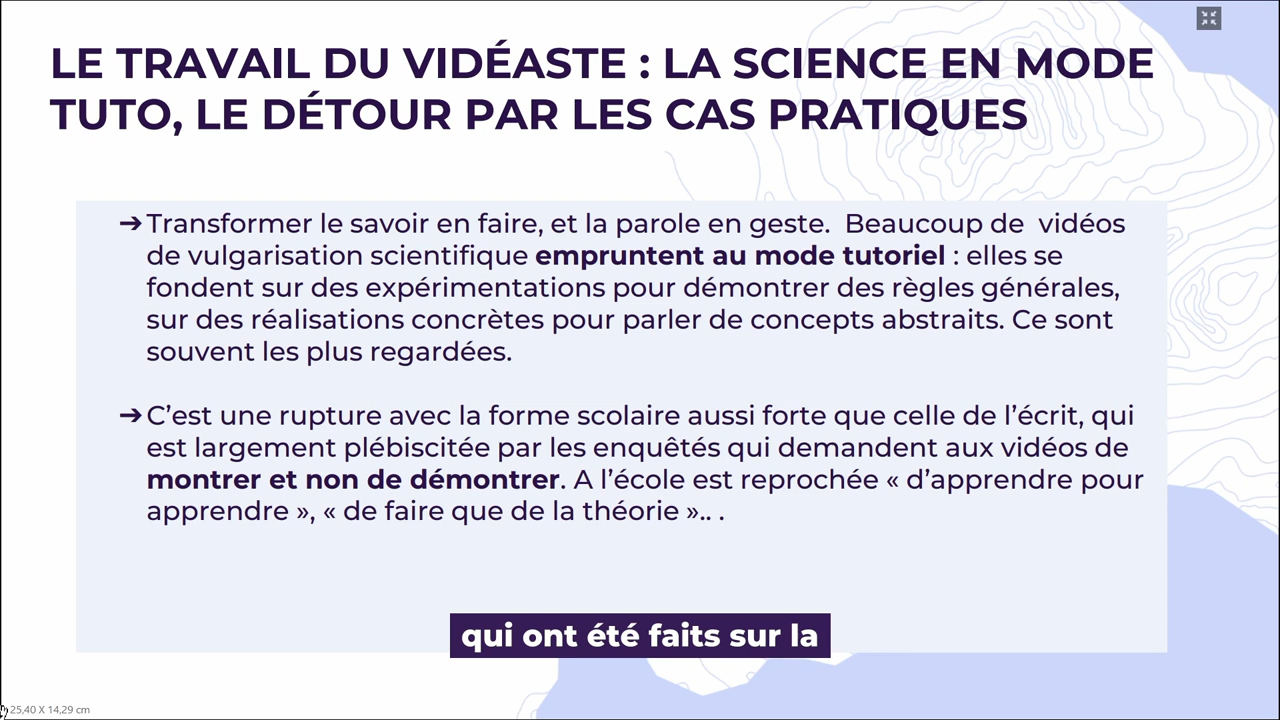 LE TRAVAIL DU VIDÉASTE : LA SCIENCE EN MODE
TUTO, LE DÉTOUR PAR LES CAS PRATIQUES
➔Transformer le savoir en faire, et la parole en geste.  Beaucoup de  vidéos
de vulgarisation scientifique empruntent au mode tutoriel : elles se
fondent sur des expérimentations pour démontrer des règles générales,
sur des réalisations concrètes pour parler de concepts abstraits. Ce sont
souvent les plus regardées.
➔C’est une rupture avec la forme scolaire aussi forte que celle de l’écrit, qui
est largement plébiscitée par les enquêtés qui demandent aux vidéos de
montrer et non de démontrer. A l’école est reprochée « d’apprendre pour
apprendre », « de faire que de la théorie ».. .
qui ont été faits sur la
25,40 X 14,29 cm